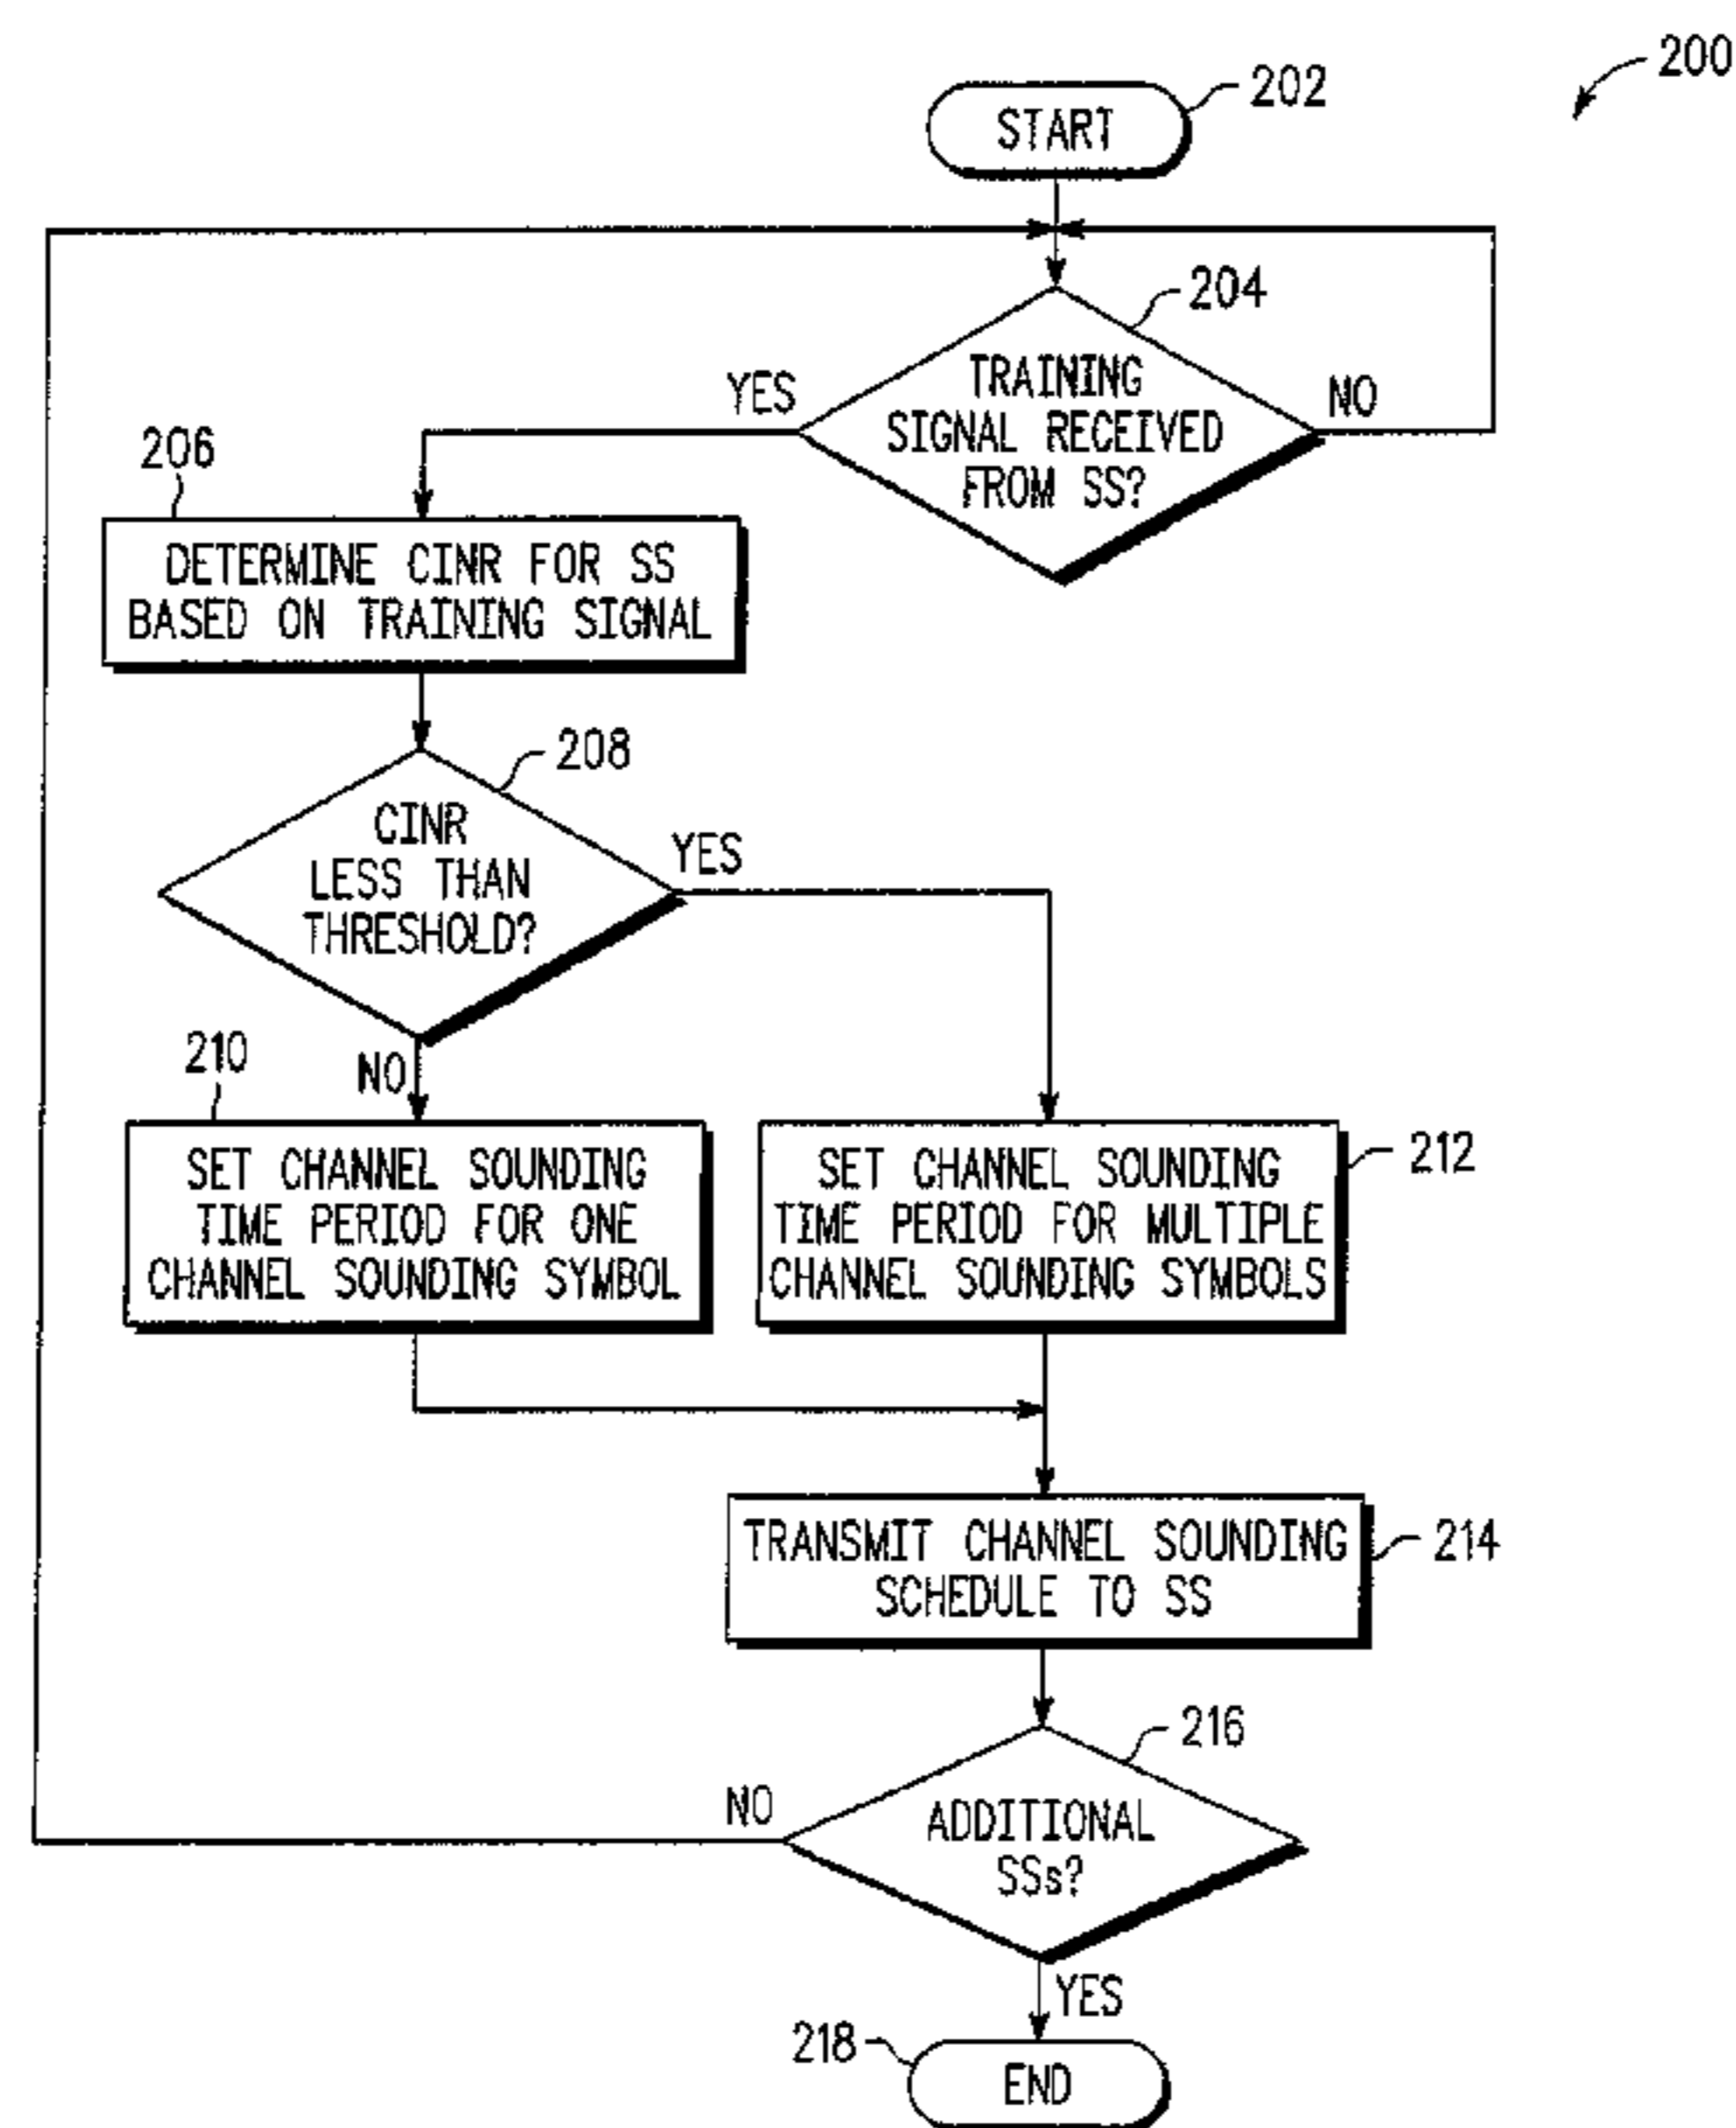 200
202
START
204
TRAINING
SIGNAL RECEIVED
FROM SS?
YES
NO
206
DETERMINE CINR FOR SS
BASED ON TRAINING SIGNAL
208
CINR
LESS THAN
THRESHOLD?
YES
NO
210
SET CHANNEL SOUNDING
TIME PERIOD FOR ONE
CHANNEL SOUNDING SYMBOL
212
SET CHANNEL SOUNDING
TIME PERIOD FOR MULTIPLE
CHANNEL SOUNDING SYMBOLS
214
TRANSMIT CHANNEL SOUNDING
SCHEDULE TO SS
216
ADDITIONAL
SSs?
NO
YES
218
END